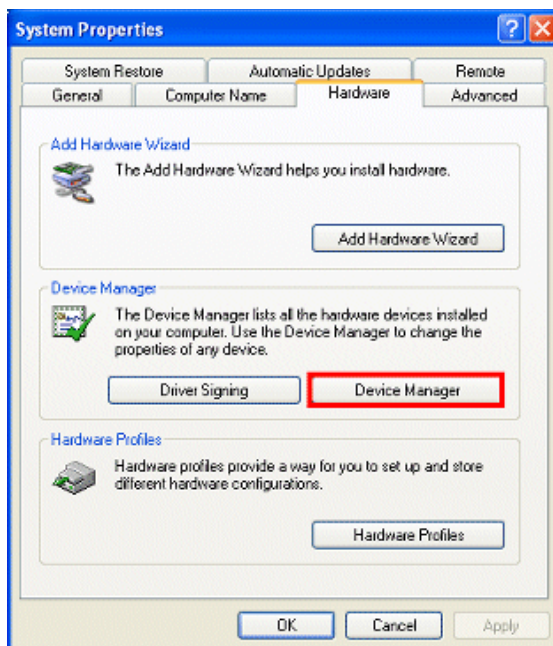 System Properties
System Restore Automatic Updates Remote
General Computer Name Hardware Advanced
Add Hardware Wizard
The Add Hardware Wizard helps you install hardware.
Add Hardware Wizard
Device Manager
The Device Manager lists all the hardware devices installed
on your computer. Use the Device Manager to change the
properties of any device.
Driver Signing Device Manager
Hardware Profiles
Hardware profiles provide a way for you to set up and store
different hardware configurations.
Hardware Profiles
OK Cancel Apply